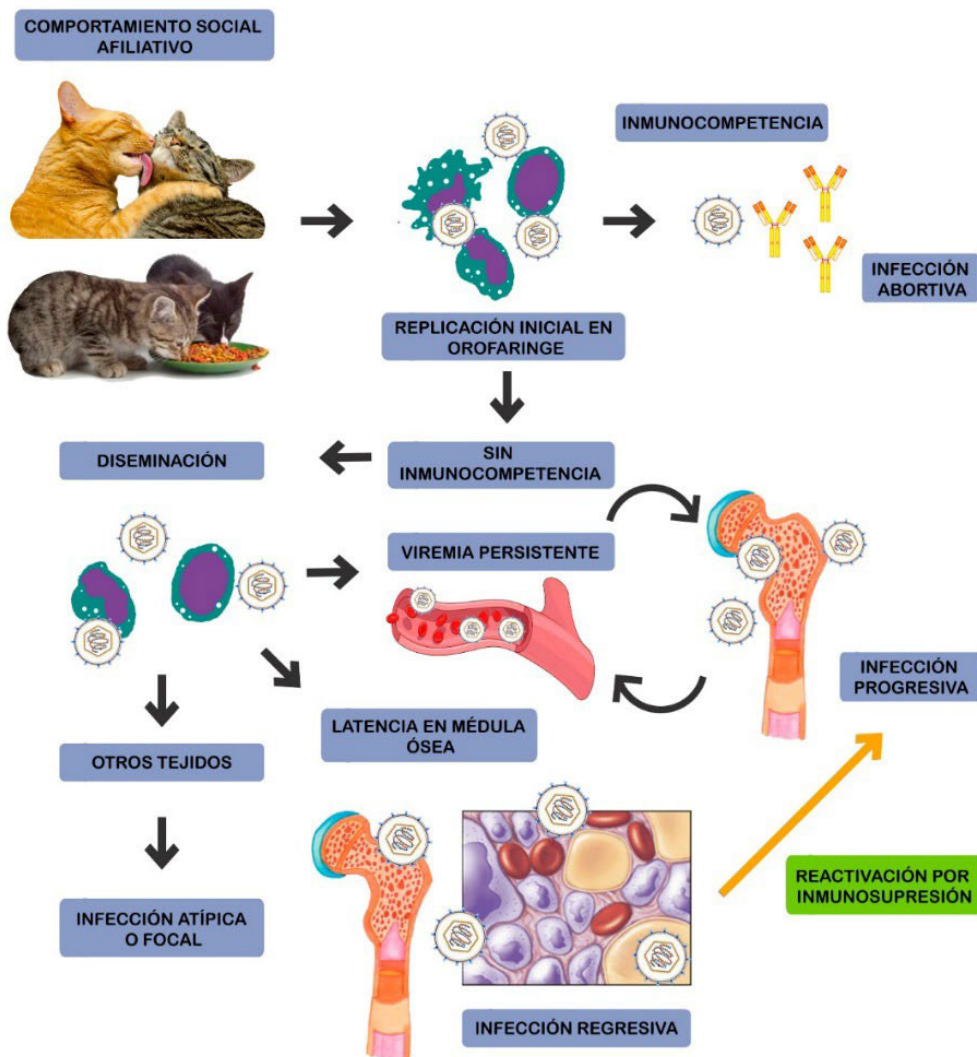 COMPORTAMIENTO SOCIAL
AFILIATIVO
INMUNOCOMPETENCIA
INFECCIÓN
ABORTIVA
REPLICACIÓN INICIAL EN
OROFARINGE
DISEMINACIÓN
SIN
INMUNOCOMPETENCIA
VIREMIA PERSISTENTE
INFECCIÓN
PROGRESIVA
LATENCIA EN MÉDULA
ÓSEA
OTROS TEJIDOS
REACTIVACIÓN POR
INMUNOSUPRESIÓN
INFECCIÓN ATÍPICA
O FOCAL
INFECCIÓN REGRESIVA